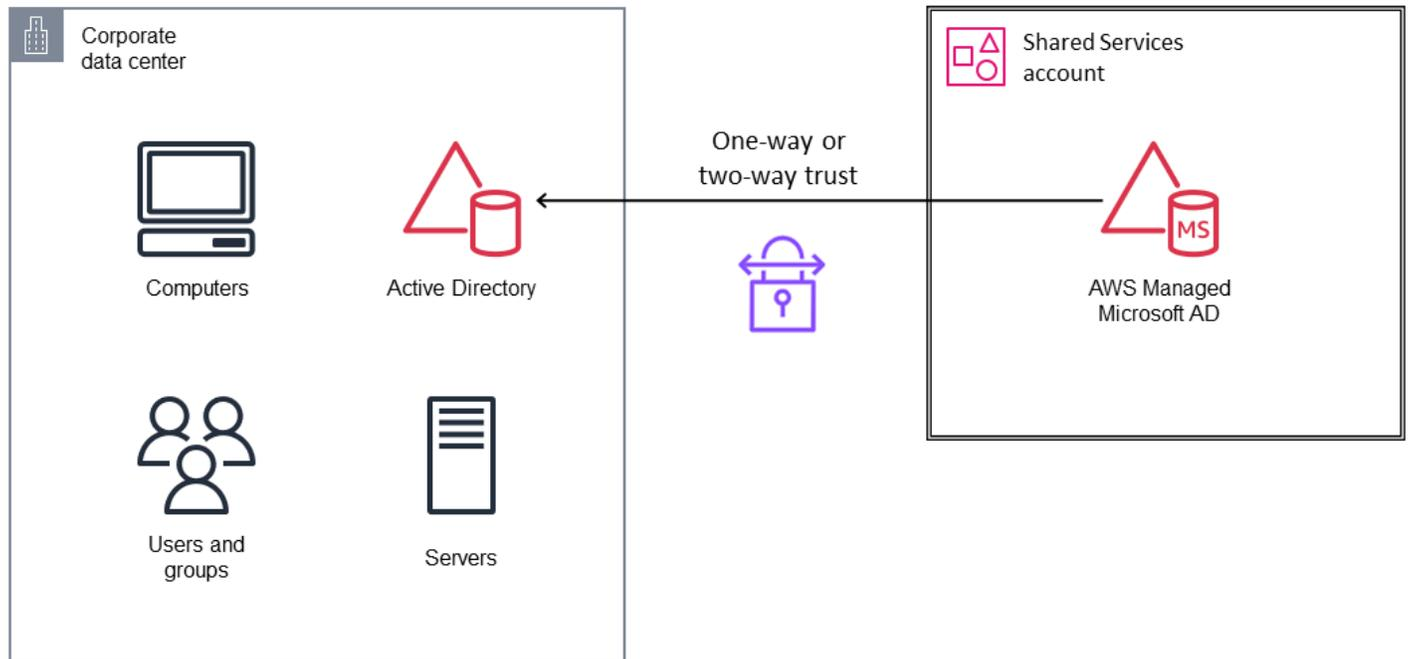 Corporate
data center
Shared Services
account
One-way or
two-way trust
MS
Computers
Active Directory
AWS Managed
Microsoft AD
Users and
groups
Servers